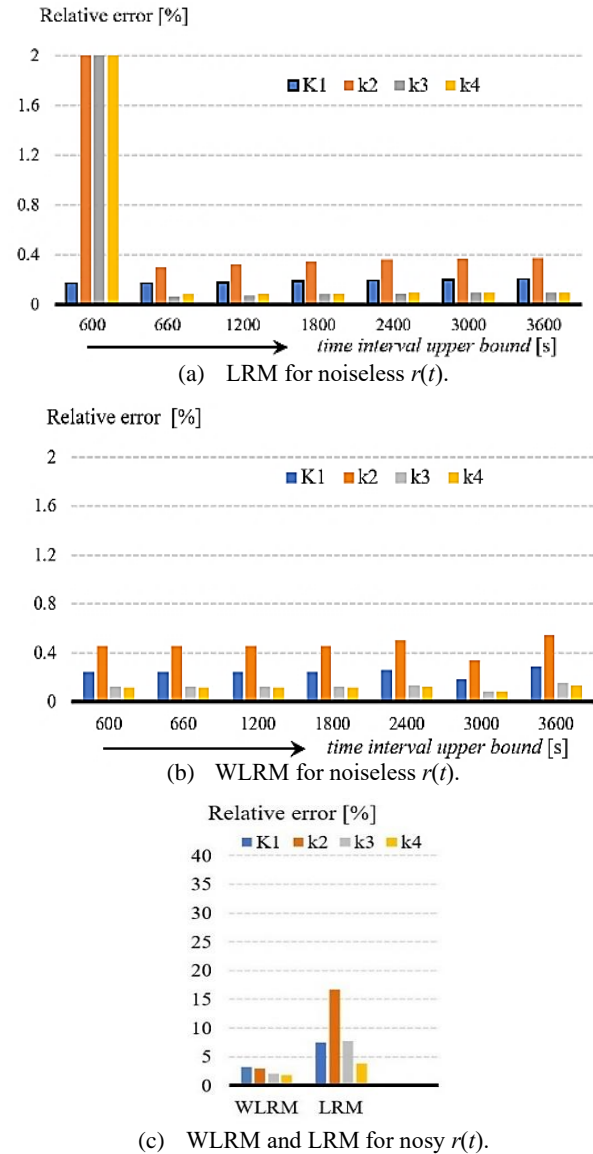 Relative error [%]
2
K1 k2 k3 k4
1.6
1.2
0.8
0.4
0
600 660 1200 1800 2400 3000 3600
time interval upper bound [s]
(a) LRM for noiseless r(t).
Relative error [%]
2
K1 k2 k3 k4
1.6
1.2
0.8
0.4
0
600 660 1200 1800 2400 3000 3600
time interval upper bound [s]
(b) WLRM for noiseless r(t).
Relative error [%]
K1 k2 k3 k4
40
35
30
25
20
15
10
5
0
WLRM LRM
(c) WLRM and LRM for nosy r(t).